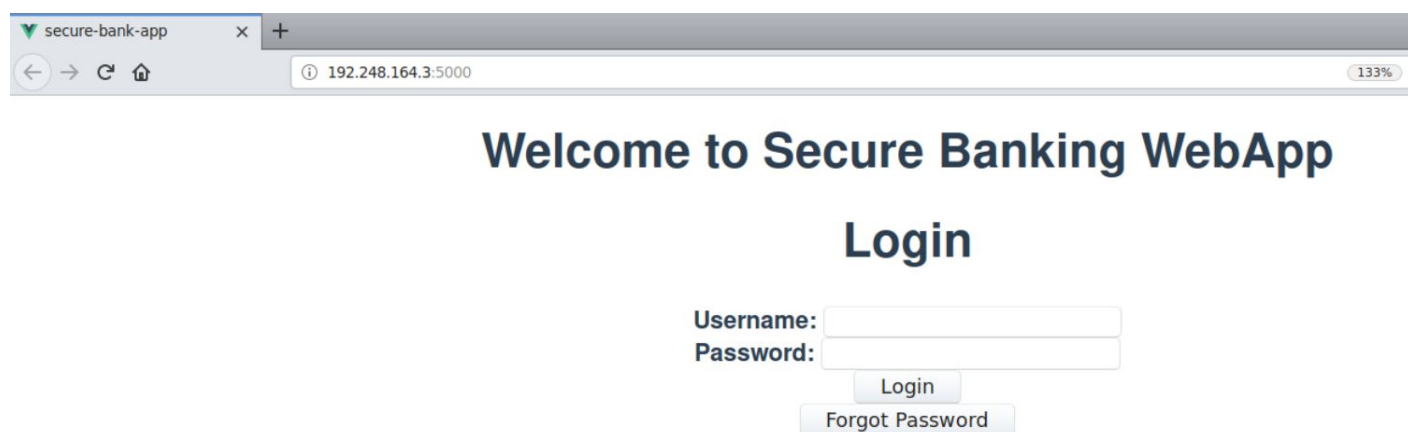 secure-bank-app
192.248.164.3:5000
133%
Welcome to Secure Banking WebApp
Login
Username:
Password:
Login
Forgot Password